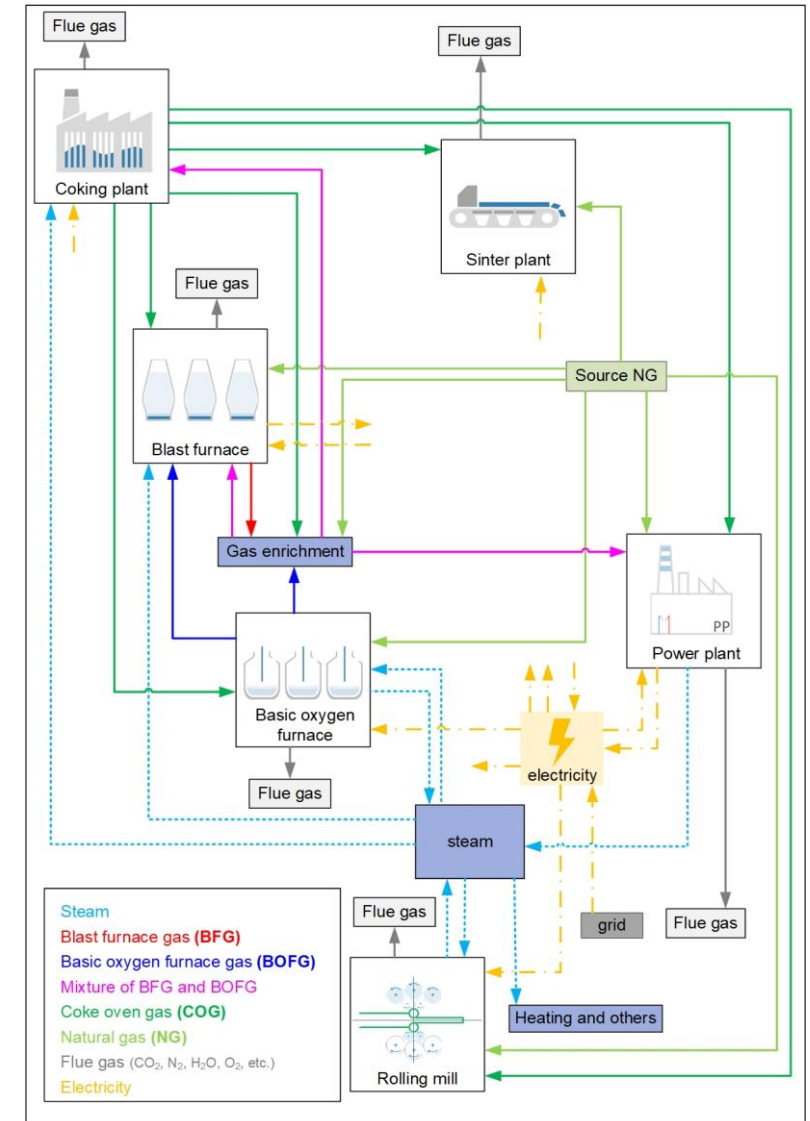 Flue gas
Flue gas
Coking plant
Sinter plant
Flue gas
Source NG
Blast furnace
Gas enrichment
PP
Power plant
Basic oxygen
furnace
electricity
Flue gas
steam
Flue gas
grid
Flue gas
Heating and others
Rolling mill
Steam
Blast furnace gas (BFG)
Basic oxygen furnace gas (BOFG)
Mixture of BFG and BOFG
Coke oven gas (COG)
Natural gas (NG)
Flue gas (CO₂, N₂, H₂O, O₂, etc.)
Electricity